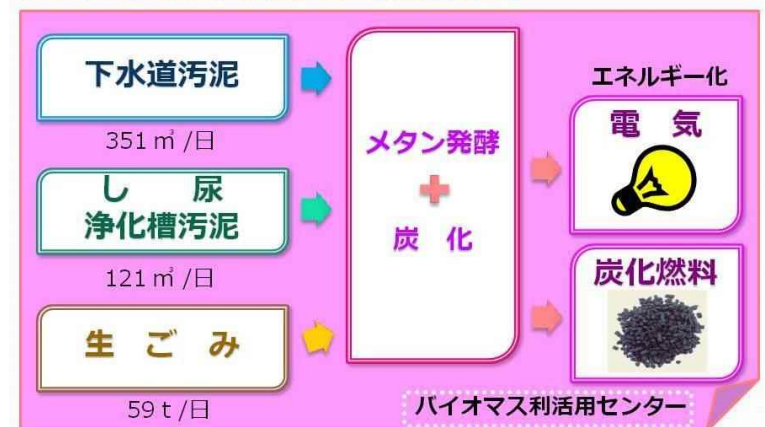 下水道汚泥
351㎥/日
し 尿
浄化槽汚泥
121㎥/日
生 ご み
59t/日
メタン発酵
+
炭 化
エネルギー化
電 気
炭化燃料
バイオマス利活用センター